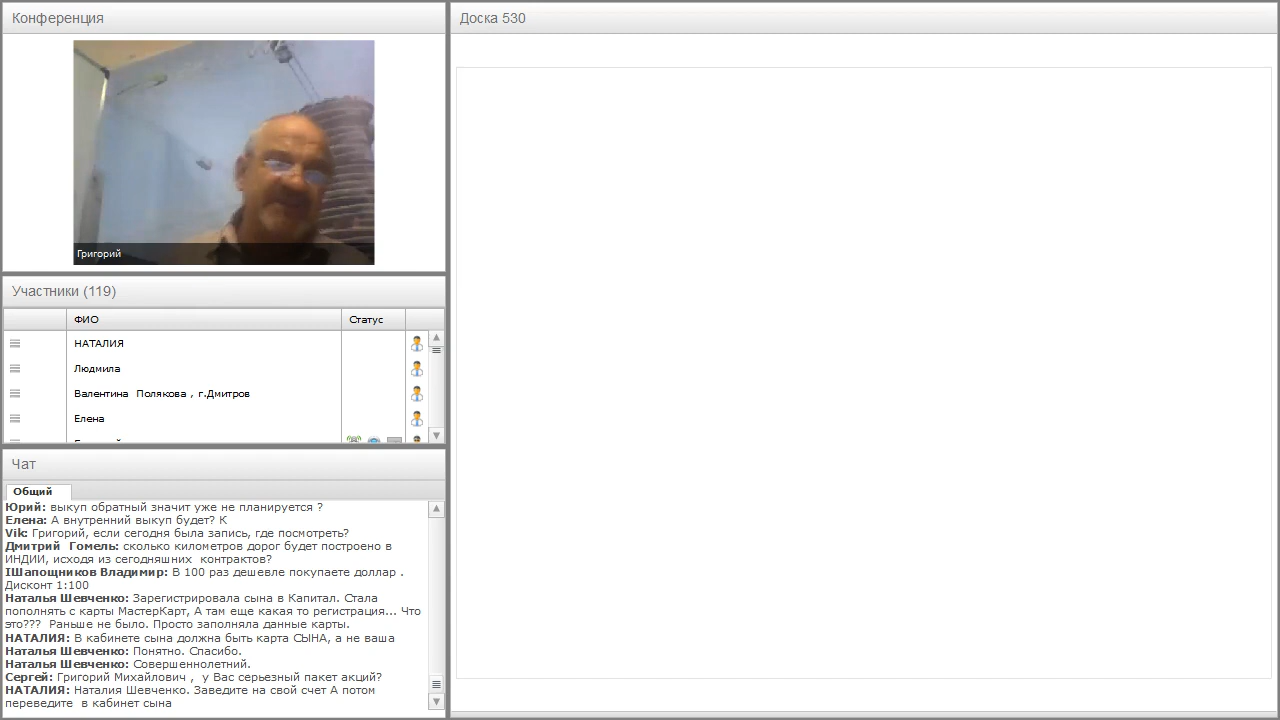 Конференция
Григорий
Участники (119)
ФИО
Статус
НАТАЛИЯ
Людмила
Валентина Полякова , г.Дмитров
Елена
Чат
Общий
Юрий: выкуп обратный значит уже не планируется ?
Елена: А внутренний выкуп будет? К
Vik: Григорий, если сегодня была запись, где посмотреть?
Дмитрий Гомель: сколько километров дорог будет построено в
ИНДИИ, исходя из сегодняшних контрактов?
IШапощников Владимир: В 100 раз дешевле покупаете доллар .
Дисконт 1:100
Наталья Шевченко: Зарегистрировала сына в Капитал. Стала
пополнять с карты МастерКарт, А там еще какая то регистрация... Что
это??? Раньше не было. Просто заполняла данные карты.
НАТАЛИЯ: В кабинете сына должна быть карта СЫНА, а не ваша
Наталья Шевченко: Понятно. Спасибо.
Наталья Шевченко: Совершеннолетний.
Сергей: Григорий Михайлович , у Вас серьезный пакет акций?
НАТАЛИЯ: Наталия Шевченко. Заведите на свой счет А потом
переведите в кабинет сына
Доска 530